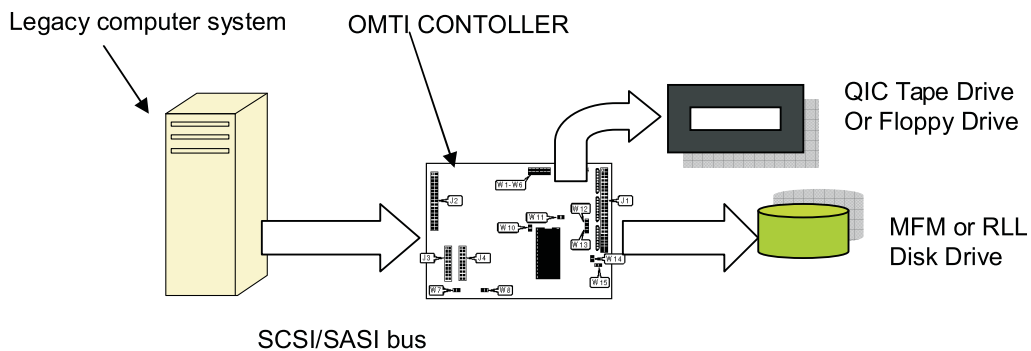 Legacy computer system
OMTI CONTOLLER
QIC Tape Drive
Or Floppy Drive
W1-W6
J2
J1
W12
W11
W10
W13
J3
J4
W14
W15
W7
W8
MFM or RLL
Disk Drive
SCSI/SASI bus